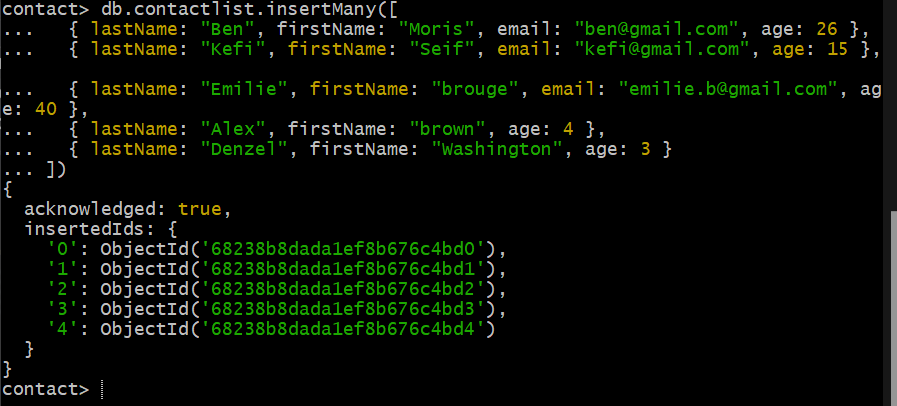 contact> db.contactlist.insertMany([
...   { lastName: "Ben", firstName: "Moris", email: "ben@gmail.com", age: 26 },
...   { lastName: "Kefi", firstName: "Seif", email: "kefi@gmail.com", age: 15 },
...   { lastName: "Emilie", firstName: "brouge", email: "emilie.b@gmail.com", ag
e: 40 },
...   { lastName: "Alex", firstName: "brown", age: 4 },
...   { lastName: "Denzel", firstName: "Washington", age: 3 }
... ])
{
  acknowledged: true,
  insertedIds: {
    '0': ObjectId('68238b8dada1ef8b676c4bd0'),
    '1': ObjectId('68238b8dada1ef8b676c4bd1'),
    '2': ObjectId('68238b8dada1ef8b676c4bd2'),
    '3': ObjectId('68238b8dada1ef8b676c4bd3'),
    '4': ObjectId('68238b8dada1ef8b676c4bd4')
  }
}
contact>